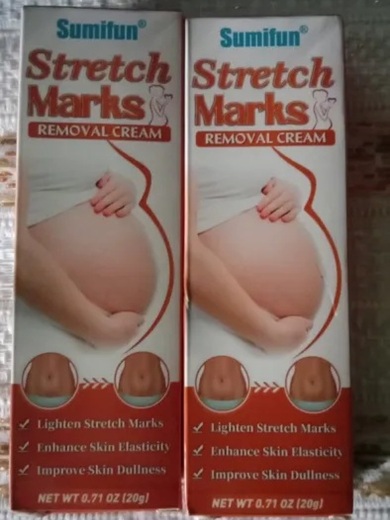 Sumifun®
Stretch
Marks
REMOVAL CREAM
Lighten Stretch Marks
Enhance Skin Elasticity
Improve Skin Dullness
NET WT 0.71 OZ (20g)
Sumifun®
Stretch
Marks
REMOVAL CREAM
Lighten Stretch Marks
Enhance Skin Elasticity
Improve Skin Dullness
NET WT 0.71 OZ (20g)